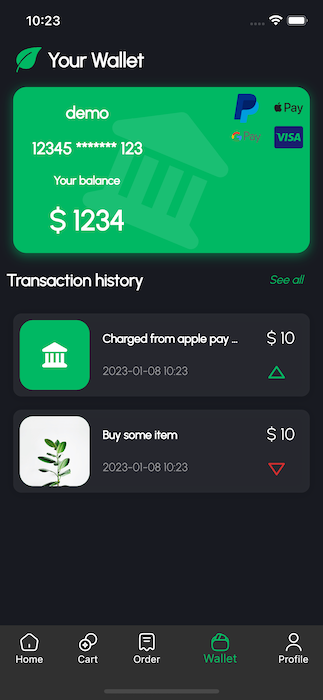 10:23
Your Wallet
demo
Pay
12345 ******* 123
Pay
VISA
Your balance
$ 1234
Transaction history
See all
Charged from apple pay ...
$ 10
2023-01-08 10:23
Buy some item
$ 10
2023-01-08 10:23
Home
Cart
Order
Wallet
Profile